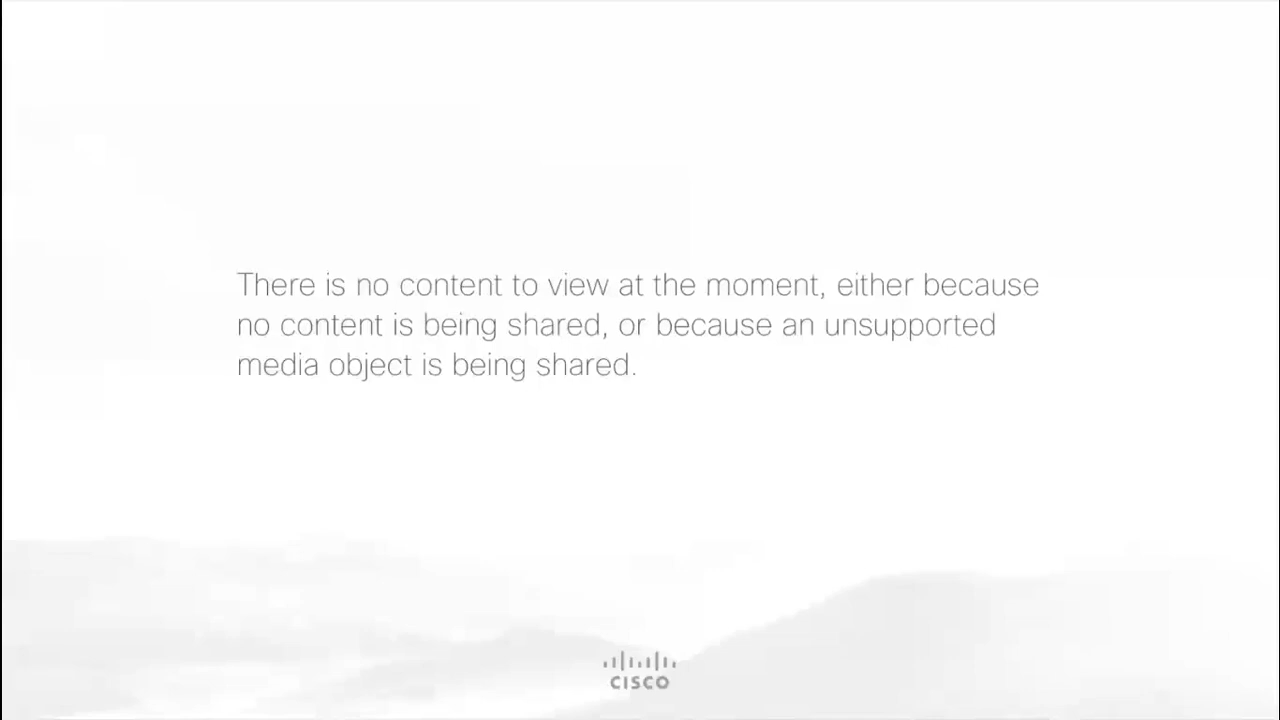 There is no content to view at the moment, either because
no content is being shared, or because an unsupported
media object is being shared.
CISCO